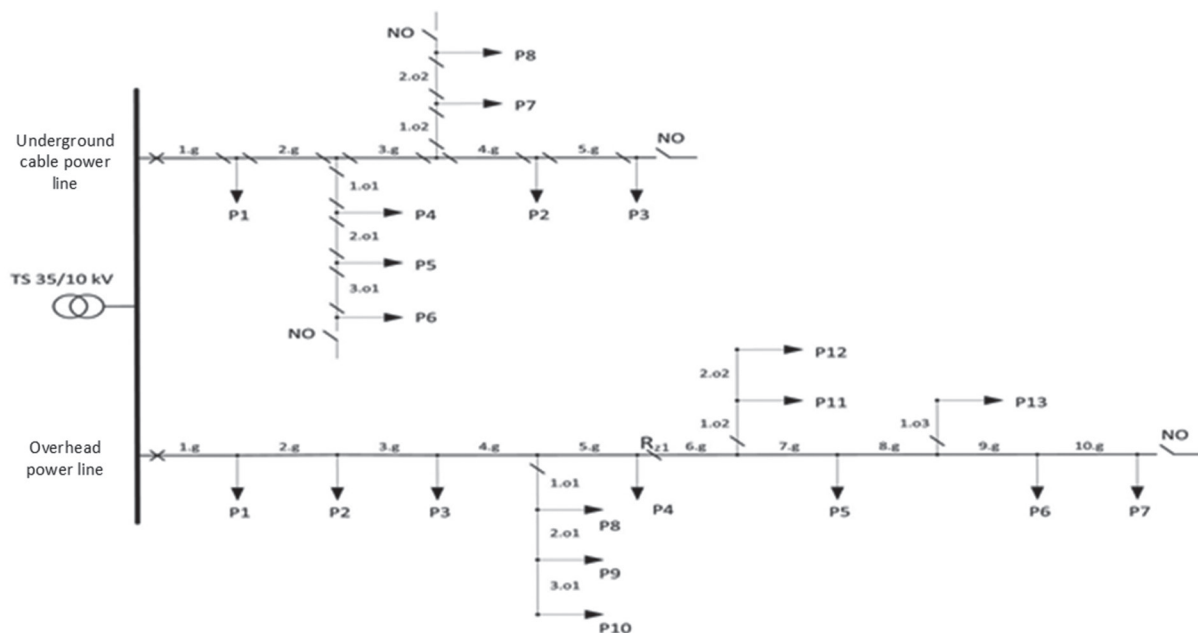 NO
P8
2.o2
P7
1.o2
Underground
cable power
line
1.g
2.g
3.g
4.g
5.g
NO
1.o1
P1
P4
P2
P3
2.o1
P5
TS 35/10 kV
3.o1
P6
NO
P12
2.o2
P11
1.o2
1.o3
P13
Overhead
power line
1.g
2.g
3.g
4.g
5.g
Rz1
6.g
7.g
8.g
9.g
10.g
NO
1.o1
P1
P2
P3
P8
P4
P5
P6
P7
2.o1
P9
3.o1
P10